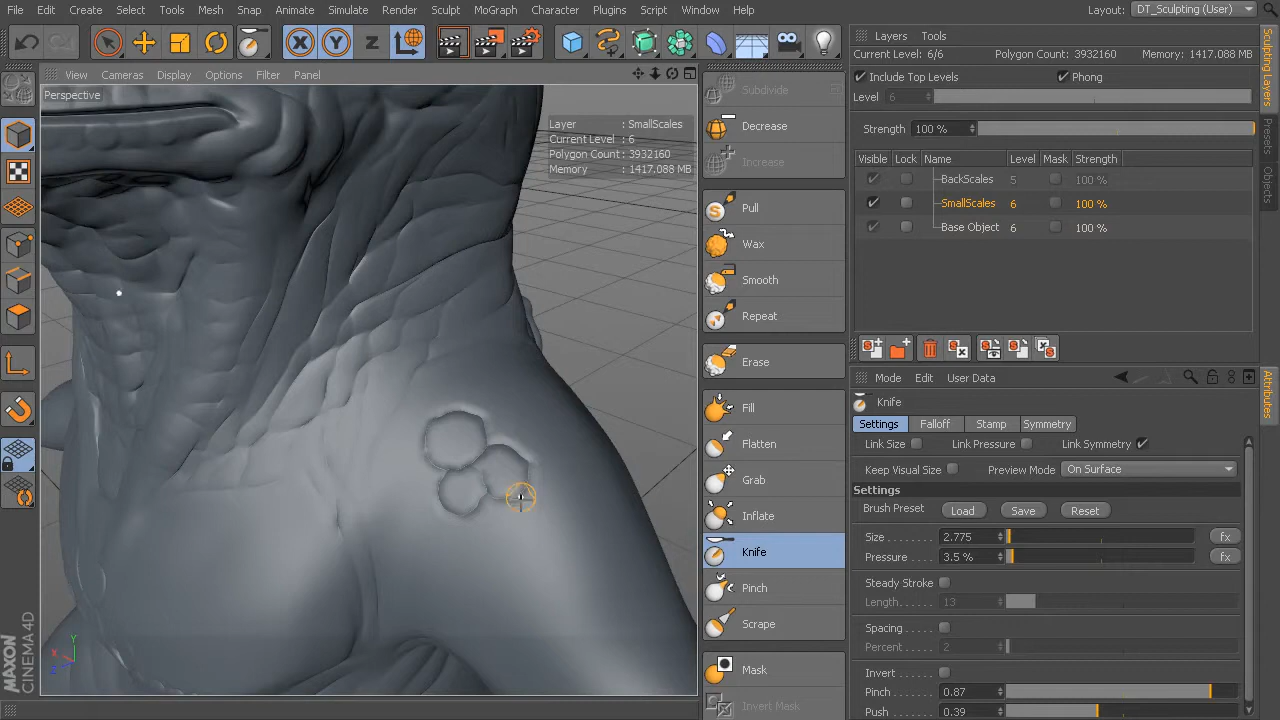 File Edit Create Select Tools Mesh Snap Animate Simulate Render Sculpt MoGraph Character Plugins Script Window Help Layout: DT_Sculpting (User)
Layers Tools
Current Level: 6/6 Polygon Count: 3932160 Memory: 1417.088 MB
Include Top Levels Phong
Level 6
Strength 100 %
Visible Lock Name Level Mask Strength
BackScales 5 100 %
SmallScales 6 100 %
Base Object 6 100 %
View Cameras Display Options Filter Panel
Perspective
Layer : SmallScales
Current Level : 6
Polygon Count : 3932160
Memory : 1417.088 MB
X Y Z
Subdivide
Decrease
Increase
Pull
Wax
Smooth
Repeat
Erase
Fill
Flatten
Grab
Inflate
Knife
Pinch
Scrape
Mask
Invert Mask
Mode Edit User Data
Knife
Settings Falloff Stamp Symmetry
Link Size Link Pressure Link Symmetry
Keep Visual Size Preview Mode On Surface
Settings
Brush Preset Load Save Reset
Size 2.775 fx
Pressure 3.5 % fx
Steady Stroke
Length 13
Spacing
Percent 2
Invert
Pinch 0.87
Push 0.39
Sculpting Layers
Presets
Objects
Attributes
Y
X
Z
MAXON
CINEMA 4D